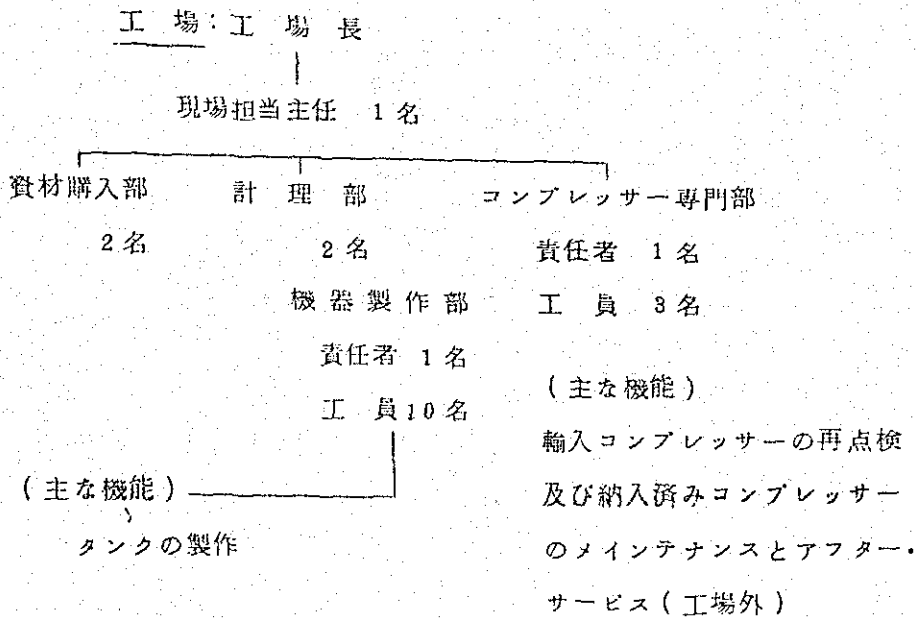 工場：工場長
現場担当主任 1名
資材購入部 計理部 コンプレッサー専門部
2名 2名 責任者 1名
機器製作部 工員 3名
責任者 1名
(主な機能)
工員10名
輸入コンプレッサーの再点検
(主な機能) 及び納入済みコンプレッサー
タンクの製作 のメインテナンスとアフター・
サービス(工場外)